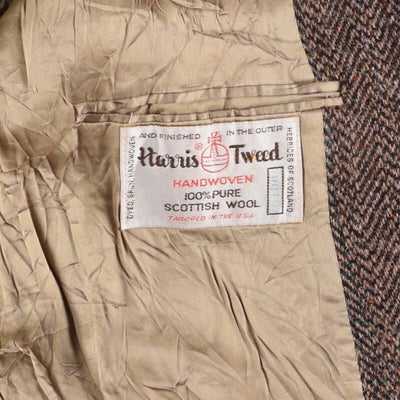 DYED, SPUN, HANDWOVEN
AND FINISHED IN THE OUTER
HEBRIDES OF SCOTLAND
Harris® Tweed
HANDWOVEN
100% PURE
SCOTTISH WOOL
TAILORED IN THE U.S.A.